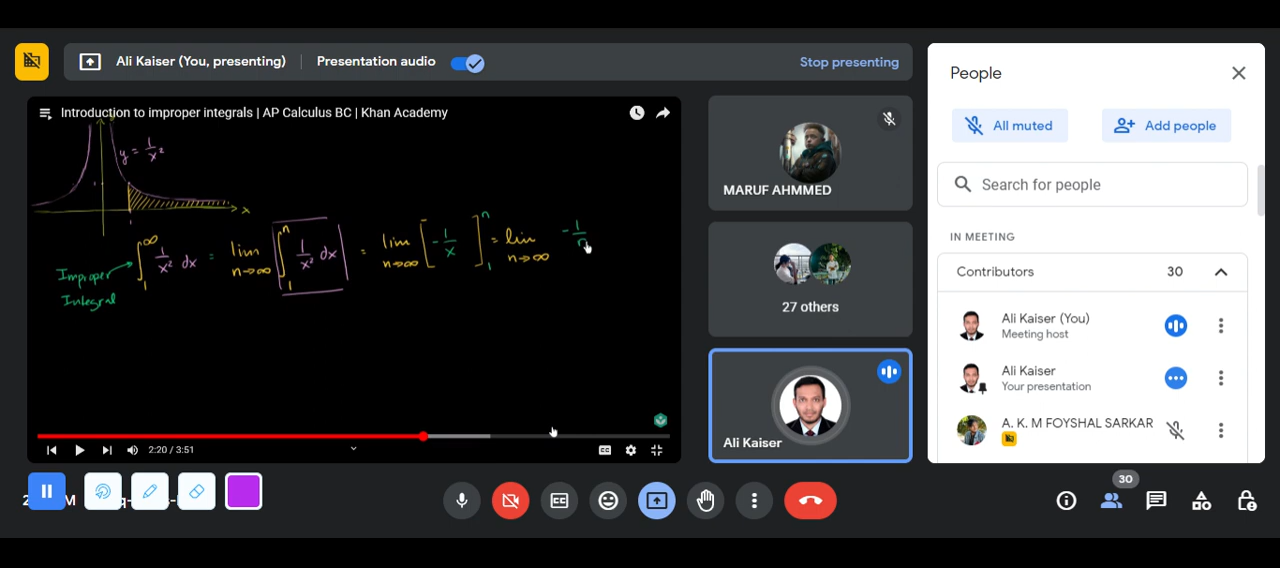 Ali Kaiser (You, presenting)
Presentation audio
Stop presenting
Introduction to improper integrals | AP Calculus BC | Khan Academy
y = 1/x²
x
1
Improper
Integral
∫₁^∞ 1/x² dx = lim n→∞ [∫₁ⁿ 1/x² dx] = lim n→∞ [-1/x]₁ⁿ = lim n→∞ -1/
2:20 / 3:51
MARUF AHMMED
27 others
Ali Kaiser
People
All muted
Add people
Search for people
IN MEETING
Contributors
30
Ali Kaiser (You)
Meeting host
Ali Kaiser
Your presentation
A. K. M FOYSHAL SARKAR
30